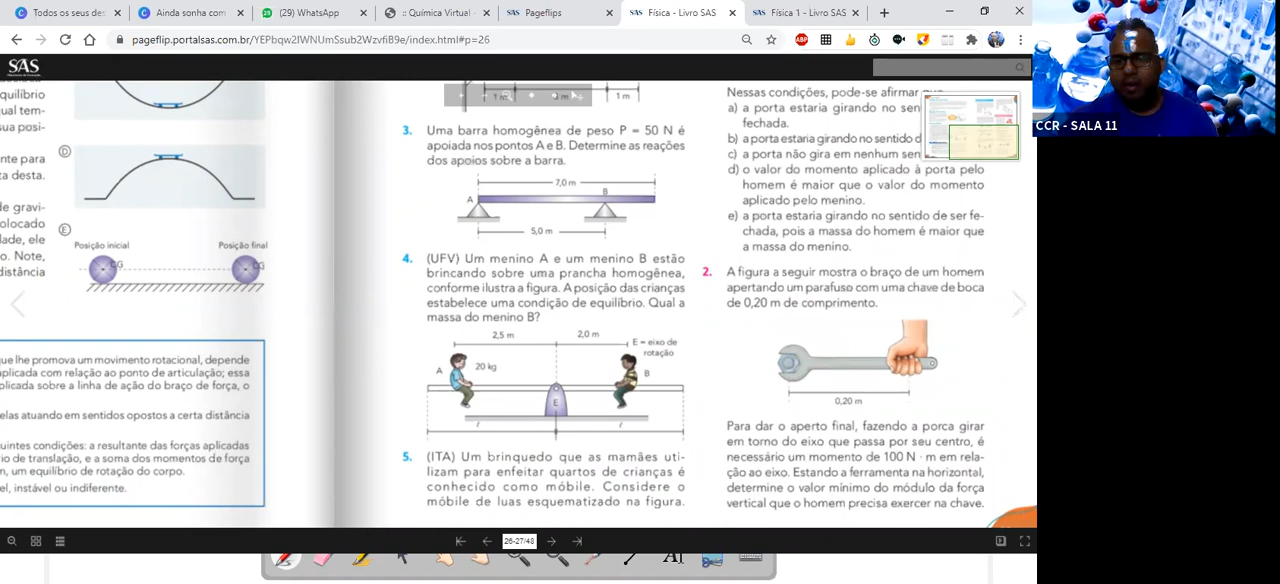 Todos os seus des
Ainda sonha com
(29) WhatsApp
:: Química Virtual -
SAS Pageflips
SAS Física - Livro SAS
SAS Física 1 - Livro SAS
pageflip.portalsas.com.br/YEPbqw2IWNUmSsub2Wzvfi89e/index.html#p=26
ABP
SAS
quilíbrio
ual tem-
sua posi-
nte para
ta desta.
de gravi-
olocado
dade, ele
o. Note,
distância
D
E
Posição inicial
Posição final
CG
CG
ue lhe promova um movimento rotacional, depende
plicada com relação ao ponto de articulação; essa
plicada sobre a linha de ação do braço de força, o
elas atuando em sentidos opostos a certa distância
uintes condições: a resultante das forças aplicadas
rio de translação, e a soma dos momentos de força
m, um equilíbrio de rotação do corpo.
el, instável ou indiferente.
1 m
1 m
3. Uma barra homogênea de peso P = 50 N é
apoiada nos pontos A e B. Determine as reações
dos apoios sobre a barra.
7,0 m
A
B
5,0 m
4. (UFV) Um menino A e um menino B estão
brincando sobre uma prancha homogênea,
conforme ilustra a figura. A posição das crianças
estabelece uma condição de equilíbrio. Qual a
massa do menino B?
2,5 m
2,0 m
E = eixo de
rotação
A
20 kg
B
E
ℓ
ℓ
5. (ITA) Um brinquedo que as mamães uti-
lizam para enfeitar quartos de crianças é
conhecido como móbile. Considere o
móbile de luas esquematizado na figura.
Nessas condições, pode-se afirmar
a) a porta estaria girando no sen
fechada.
b) a porta estaria girando no sentido d
c) a porta não gira em nenhum sen
d) o valor do momento aplicado à porta pelo
homem é maior que o valor do momento
aplicado pelo menino.
e) a porta estaria girando no sentido de ser fe-
chada, pois a massa do homem é maior que
a massa do menino.
2. A figura a seguir mostra o braço de um homem
apertando um parafuso com uma chave de boca
de 0,20 m de comprimento.
0,20 m
Para dar o aperto final, fazendo a porca girar
em torno do eixo que passa por seu centro, é
necessário um momento de 100 N · m em rela-
ção ao eixo. Estando a ferramenta na horizontal,
determine o valor mínimo do módulo da força
vertical que o homem precisa exercer na chave.
26-27/48
CCR - SALA 11